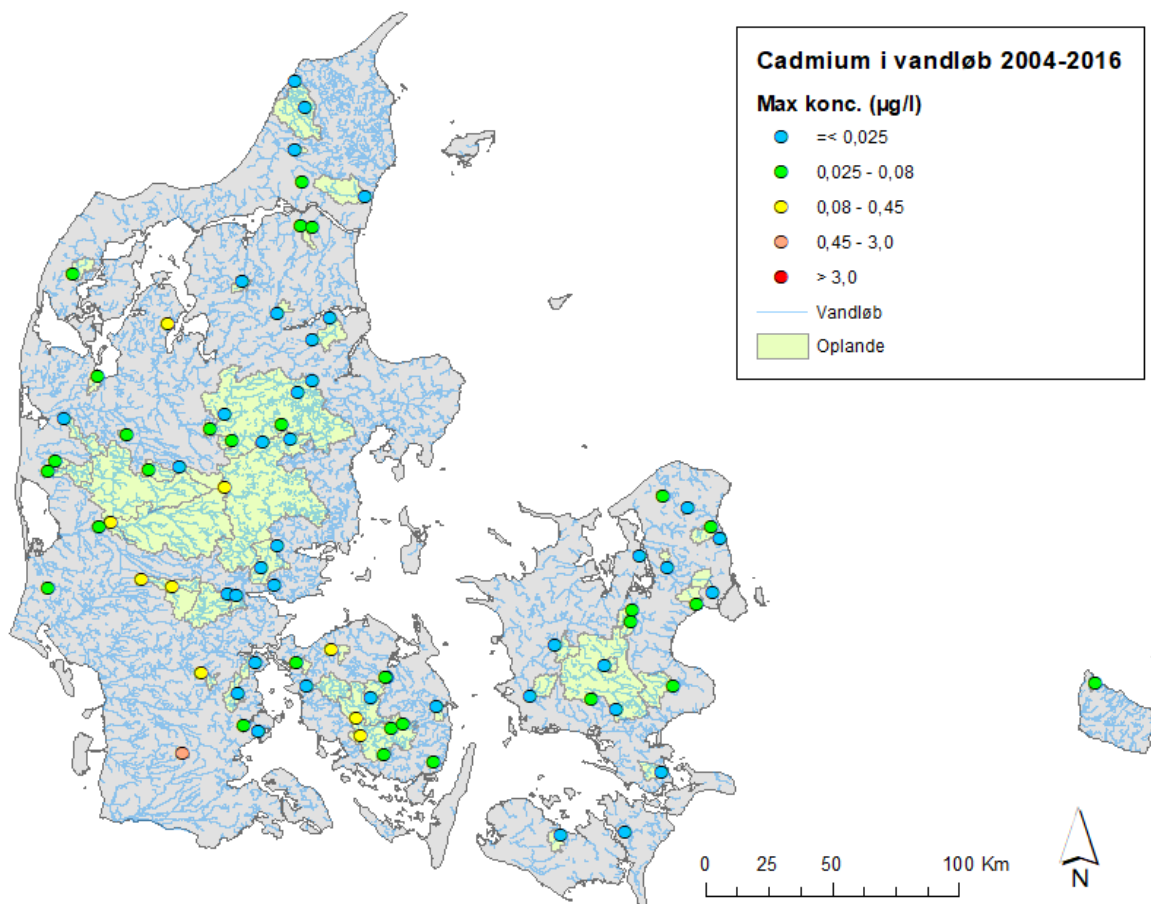 Cadmium i vandløb 2004-2016
Max konc. (µg/l)
=< 0,025
0,025 - 0,08
0,08 - 0,45
0,45 - 3,0
> 3,0
Vandløb
Oplande
0 25 50 100 Km
N